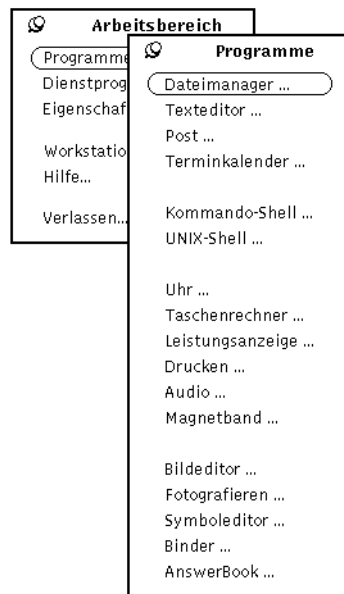 Arbeitsbereich
Programme
Dienstprog
Eigenschaf
Workstatio
Hilfe...
Verlassen...
Programme
Dateimanager ...
Texteditor ...
Post ...
Terminkalender ...
Kommando-Shell ...
UNIX-Shell ...
Uhr ...
Taschenrechner ...
Leistungsanzeige ...
Drucken ...
Audio ...
Magnetband ...
Bildeditor ...
Fotografieren ...
Symboleditor ...
Binder ...
AnswerBook ...